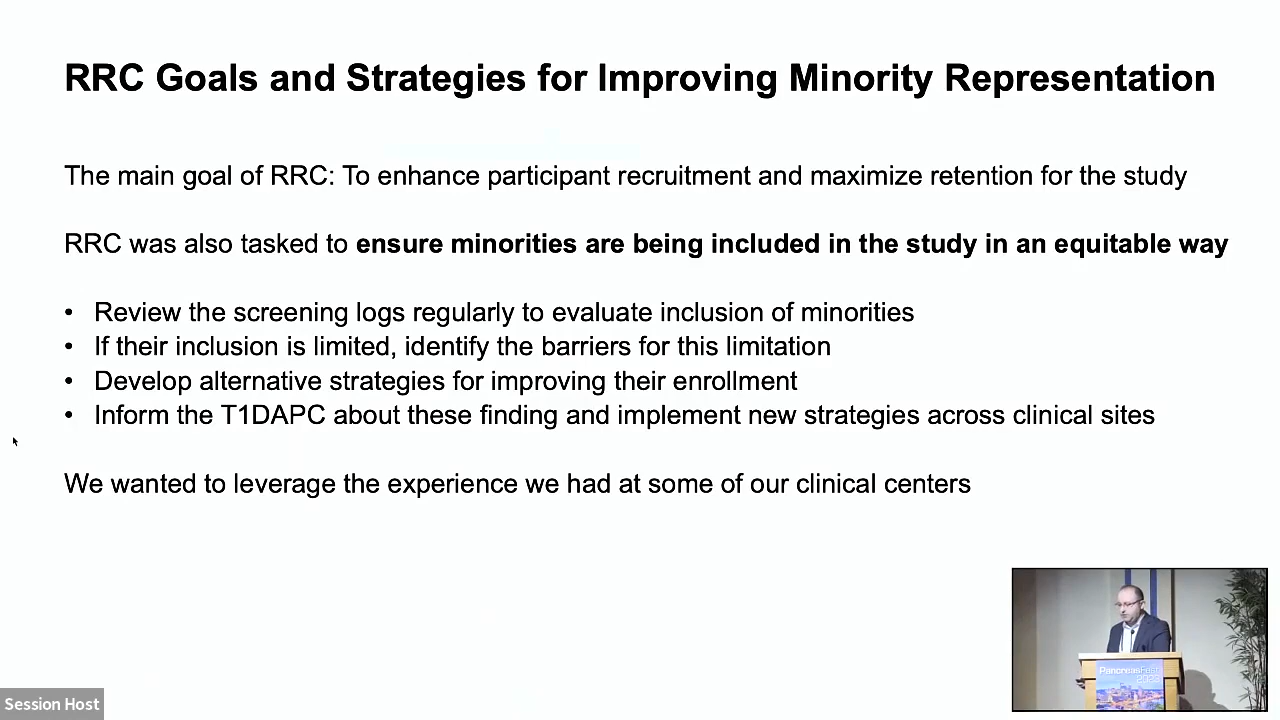 RRC Goals and Strategies for Improving Minority Representation
The main goal of RRC: To enhance participant recruitment and maximize retention for the study
RRC was also tasked to ensure minorities are being included in the study in an equitable way
• Review the screening logs regularly to evaluate inclusion of minorities
• If their inclusion is limited, identify the barriers for this limitation
• Develop alternative strategies for improving their enrollment
• Inform the T1DAPC about these finding and implement new strategies across clinical sites
We wanted to leverage the experience we had at some of our clinical centers
PancreasFest
Session Host